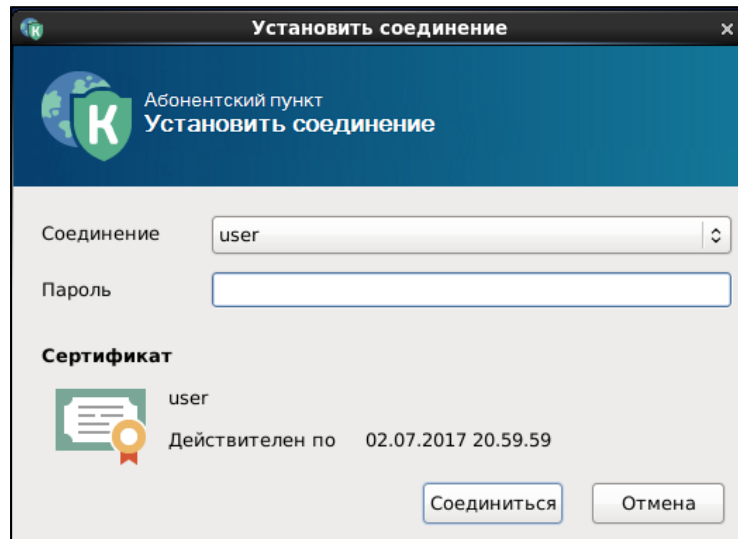 Установить соединение
Абонентский пункт
Установить соединение
Соединение user
Пароль
Сертификат
user
Действителен по 02.07.2017 20.59.59
Соединиться Отмена